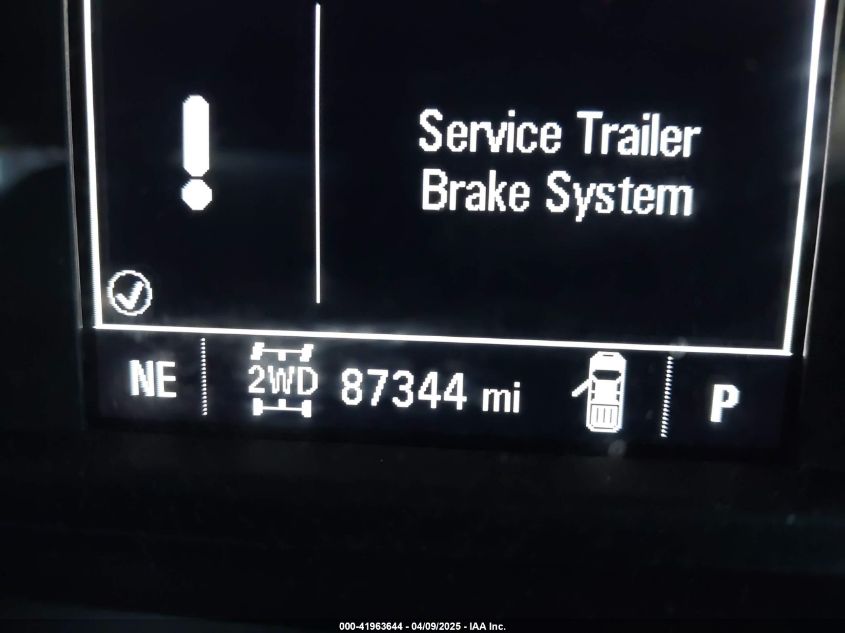 Service Trailer
Brake System
NE 2WD 87344 mi P
000-41963644 - 04/09/2025 - IAA Inc.